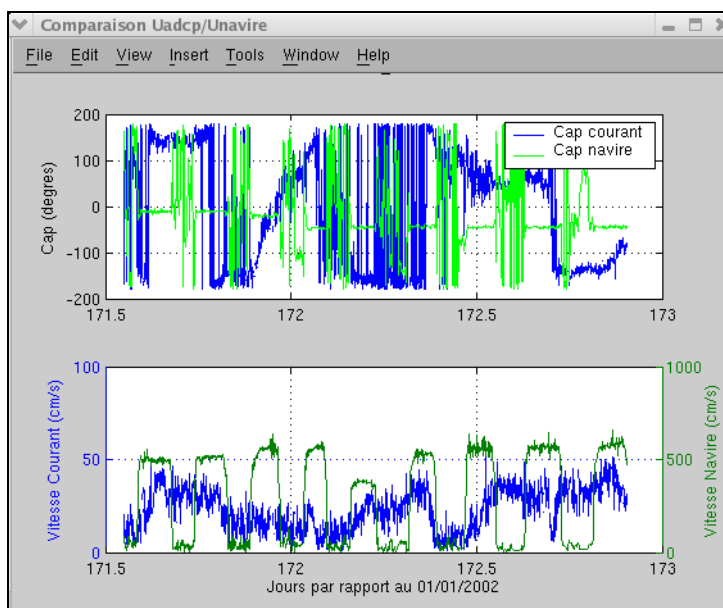 Comparaison Uadcp/Unavire
File Edit View Insert Tools Window Help
200
100
0
-100
-200
Cap (degres)
Cap courant
Cap navire
171.5 172 172.5 173
100
50
0
Vitesse Courant (cm/s)
1000
500
0
Vitesse Navire (cm/s)
171.5 172 172.5 173
Jours par rapport au 01/01/2002